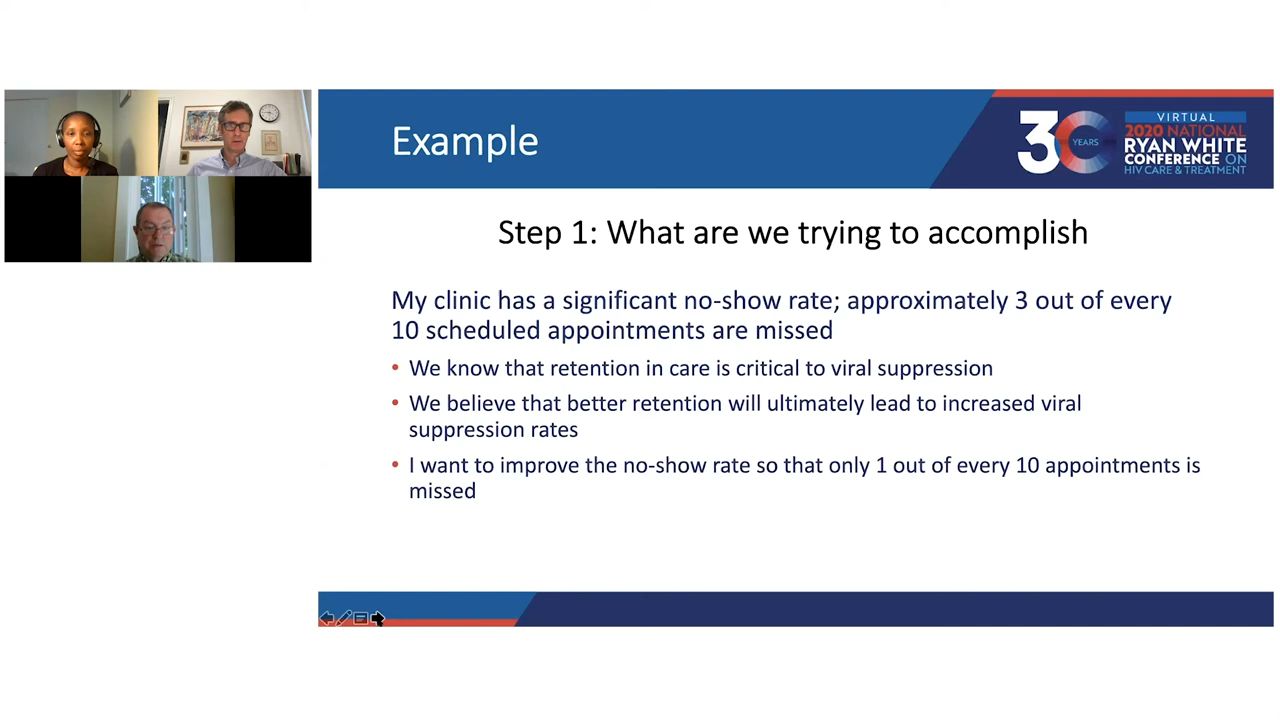 Example
30
YEARS
VIRTUAL
2020 NATIONAL
RYAN WHITE
CONFERENCE ON
HIV CARE & TREATMENT
Step 1: What are we trying to accomplish
My clinic has a significant no-show rate; approximately 3 out of every
10 scheduled appointments are missed
• We know that retention in care is critical to viral suppression
• We believe that better retention will ultimately lead to increased viral
suppression rates
• I want to improve the no-show rate so that only 1 out of every 10 appointments is
missed